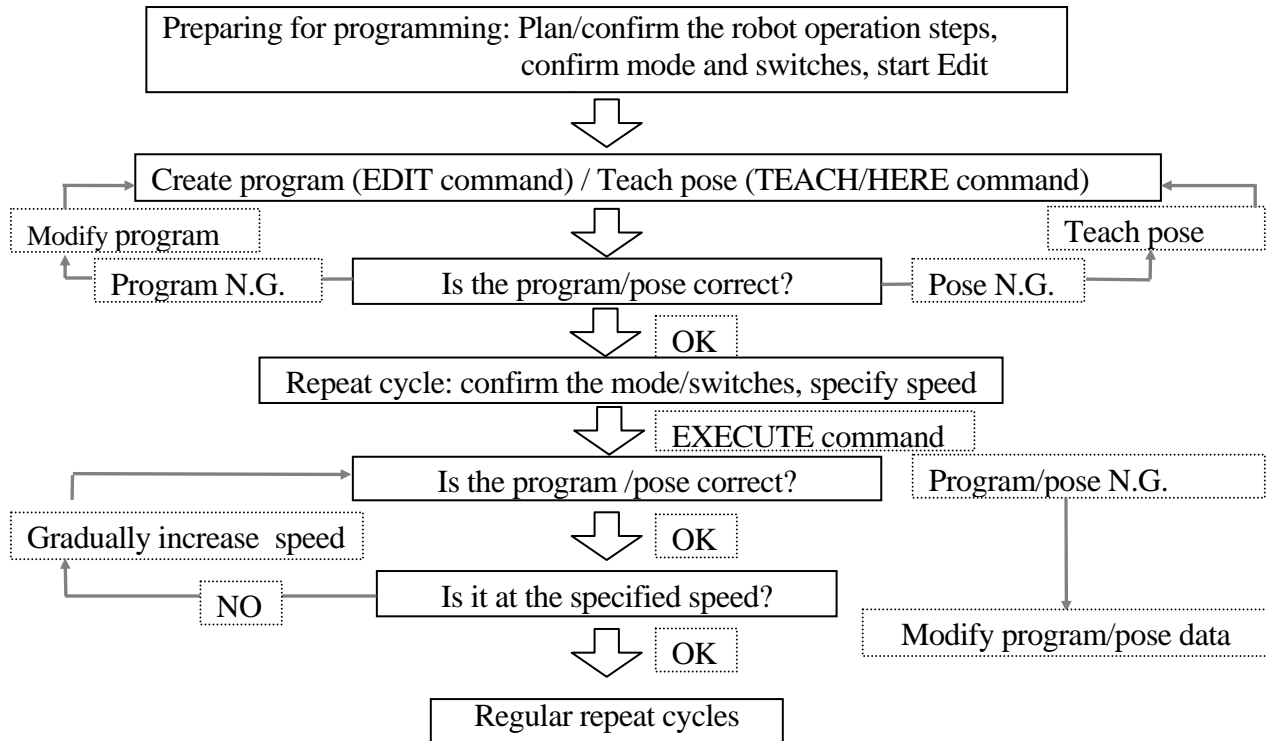 Preparing for programming: Plan/confirm the robot operation steps,
confirm mode and switches, start Edit
Create program (EDIT command) / Teach pose (TEACH/HERE command)
Modify program
Teach pose
Program N.G.
Is the program/pose correct?
Pose N.G.
OK
Repeat cycle: confirm the mode/switches, specify speed
EXECUTE command
Is the program /pose correct?
Program/pose N.G.
Gradually increase speed
OK
NO
Is it at the specified speed?
Modify program/pose data
OK
Regular repeat cycles